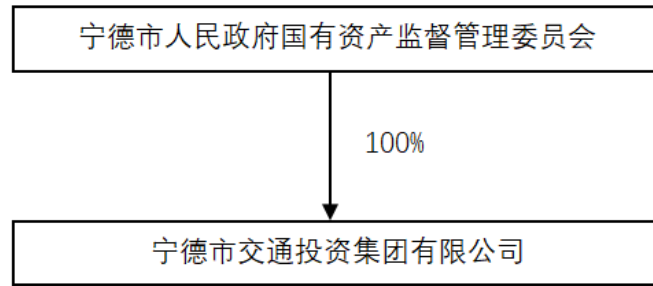 宁德市人民政府国有资产监督管理委员会
100%
宁德市交通投资集团有限公司